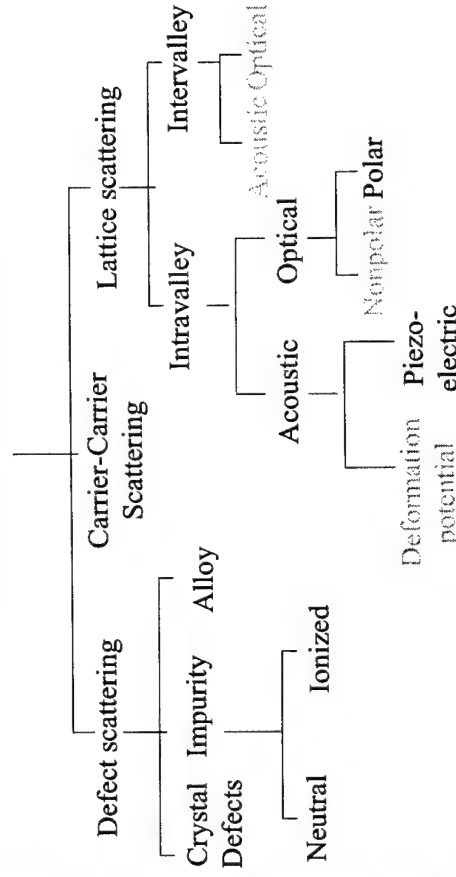 Defect scattering
Carrier-Carrier
Scattering
Lattice scattering
Crystal
Defects
Impurity
Alloy
Intravalley
Intervalley
Neutral
Ionized
Acoustic
Optical
Acoustic Optical
Deformation
potential
Piezo-
electric
Nonpolar Polar